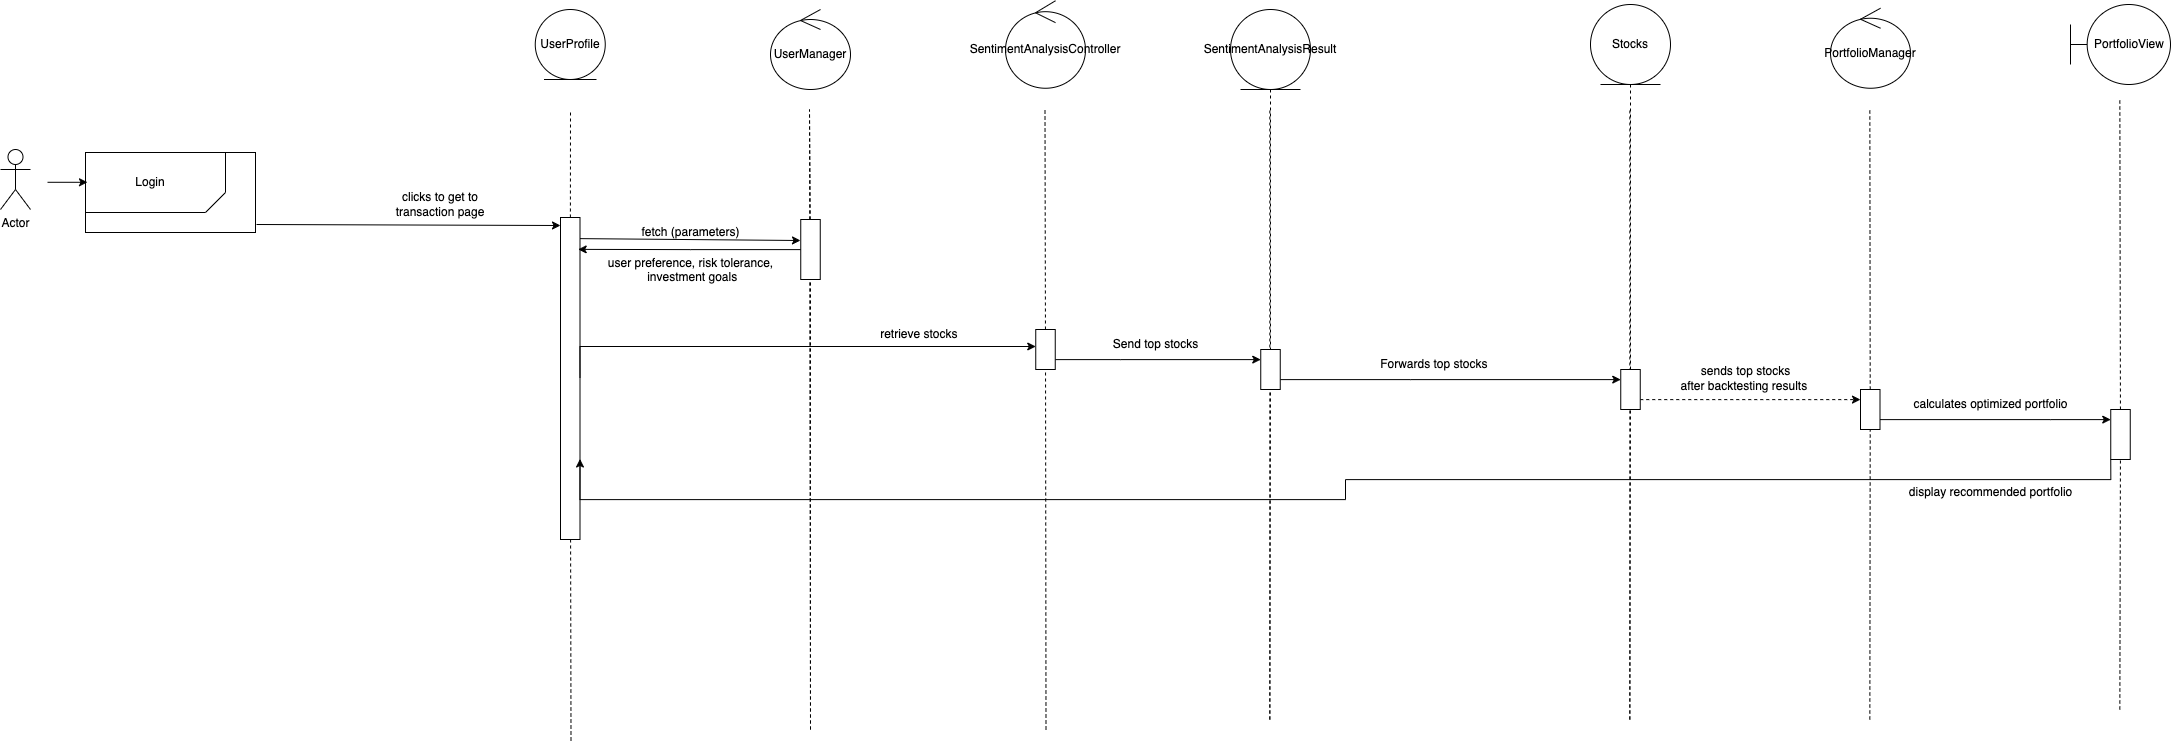 UserProfile
UserManager
SentimentAnalysisController
SentimentAnalysisResult
Stocks
PortfolioManager
PortfolioView
Actor
Login
clicks to get to
transaction page
fetch (parameters)
user preference, risk tolerance,
investment goals
retrieve stocks
Send top stocks
Forwards top stocks
sends top stocks
after backtesting results
calculates optimized portfolio
display recommended portfolio